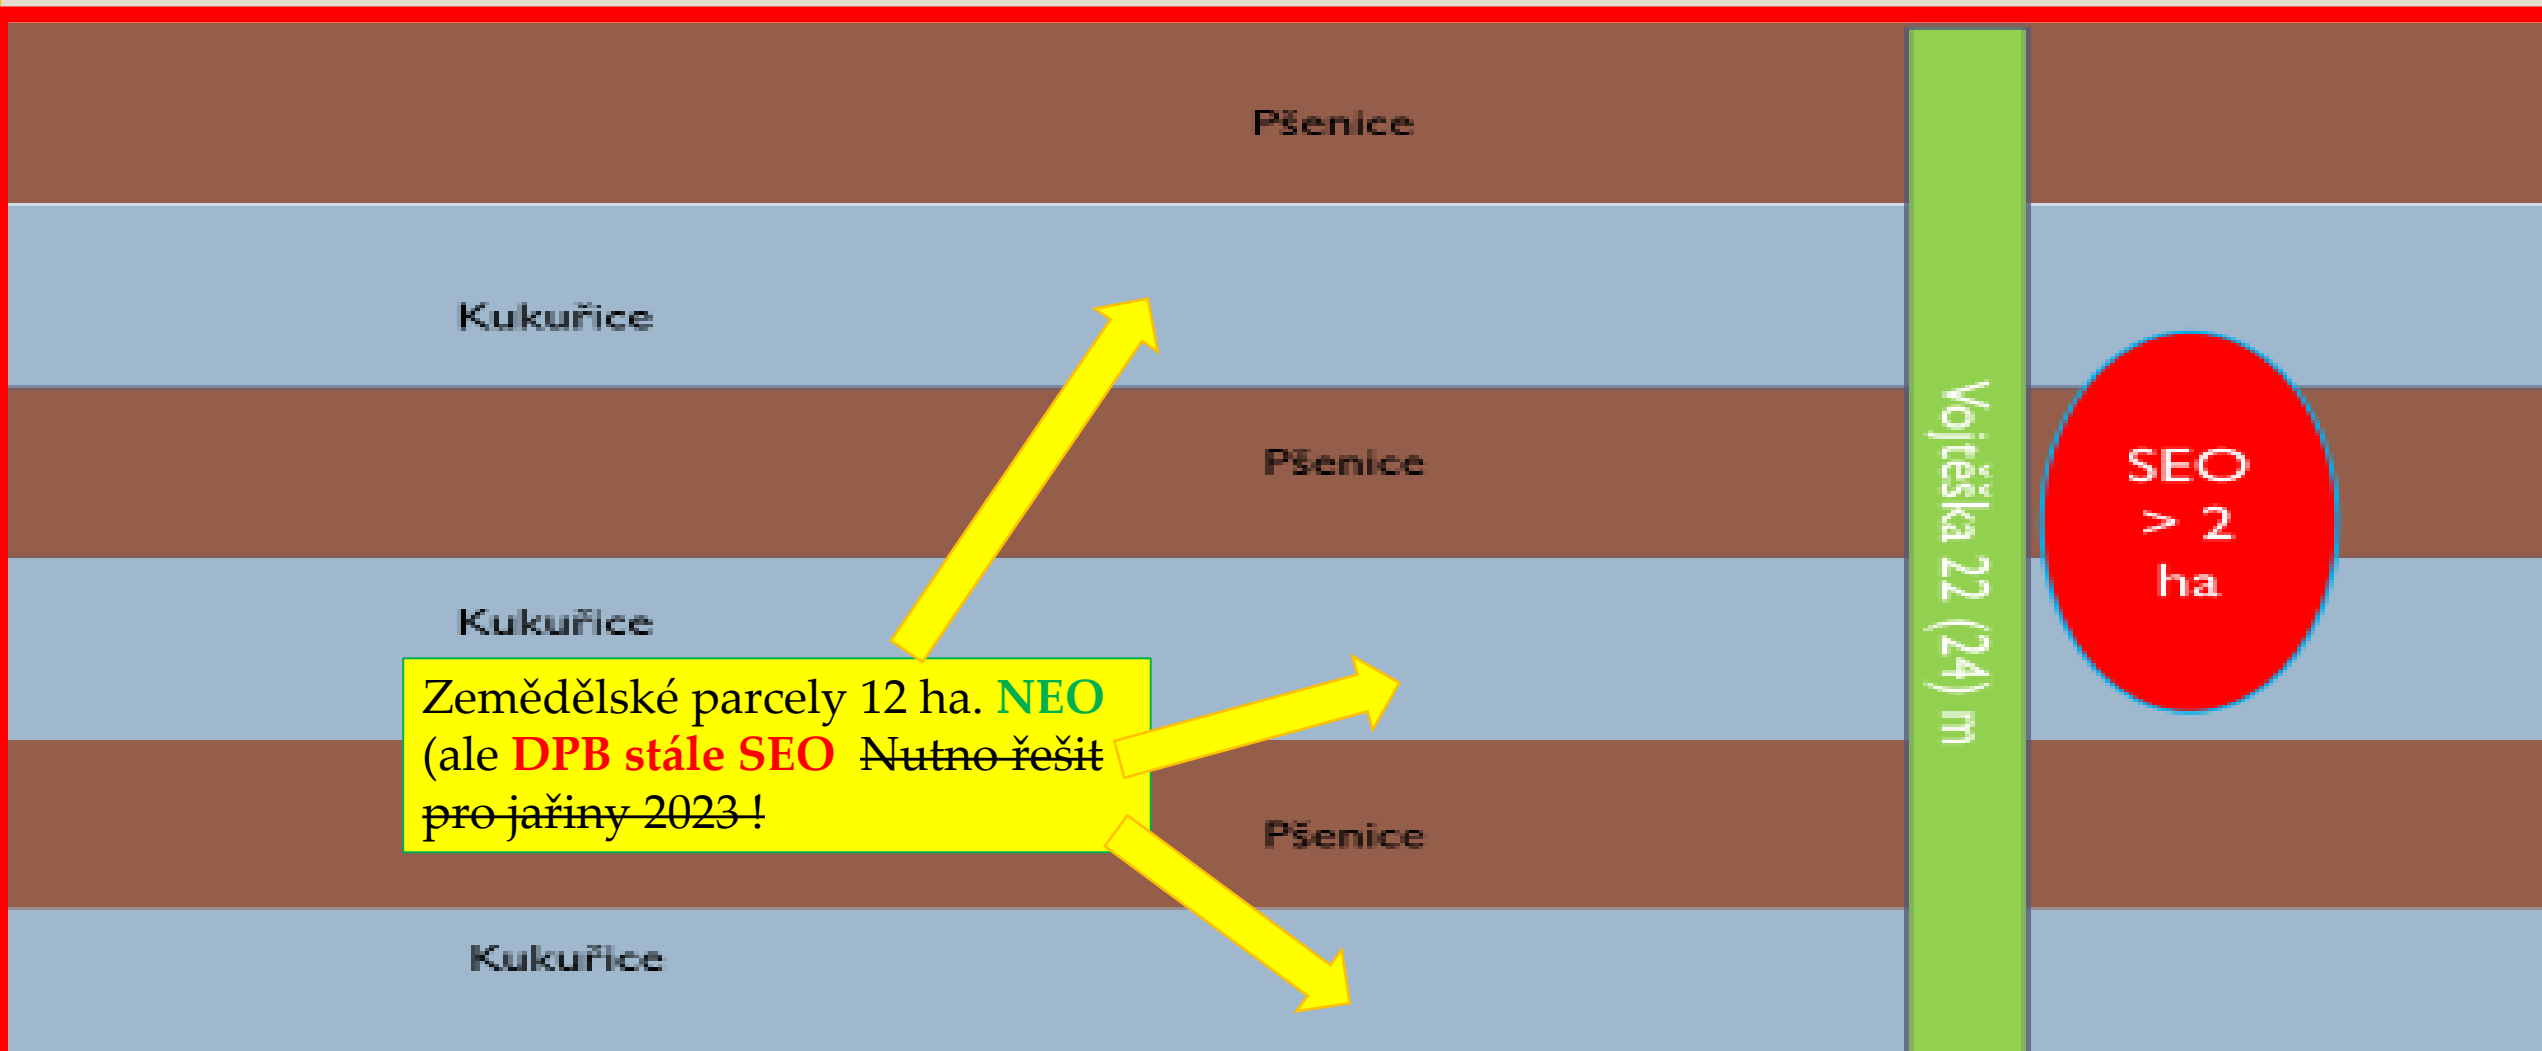 Pšenice
Kukuřice
Pšenice
Kukuřice
Zemědělské parcely 12 ha. NEO
(ale DPB stále SEO Nutno řešit
pro jařiny 2023 !
Pšenice
Kukuřice
Vojtěška 22 (24) m
SEO
> 2
ha